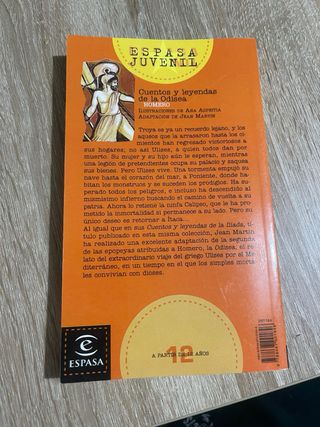 ESPASA
JUVENIL
Cuentos y leyendas
de la Odisea
HOMERO
ILUSTRACIONES DE ANA AZPEITIA
ADAPTACIÓN DE JEAN MARTIN
Troya es ya un recuerdo lejano, y los
aqueos que la arrasaron hasta los ci-
mientos han regresado victoriosos a
sus hogares; no así Ulises, a quien todos dan por
muerto. Su mujer y su hijo aún le esperan, mientras
una legión de pretendientes ocupa su palacio y saquea
sus bienes. Pero Ulises vive. Una tormenta empujó su
nave hasta el corazón del mar, a Poniente, donde ha-
bitan los monstruos y se suceden los prodigios. Ha su-
perado todos los peligros, e incluso ha descendido al
mismísimo infierno buscando el camino de vuelta a
Ítaca. Ahora lo retiene la ninfa Calipso, que le ha pro-
metido la inmortalidad si permanece a su lado. Pero su
único deseo es retornar a Ítaca...
Al igual que en sus Cuentos y leyendas de la Ilíada, tí-
tulo publicado en esta misma colección, Jean Martin
ha realizado una excelente adaptación de la segunda
de las epopeyas atribuidas a Homero, la Odisea, el re-
lato del extraordinario viaje del griego Ulises por el Me-
diterráneo, en un tiempo en el que los simples morta-
les convivían con dioses.
e
ESPASA
12
A PARTIR DE 12 AÑOS